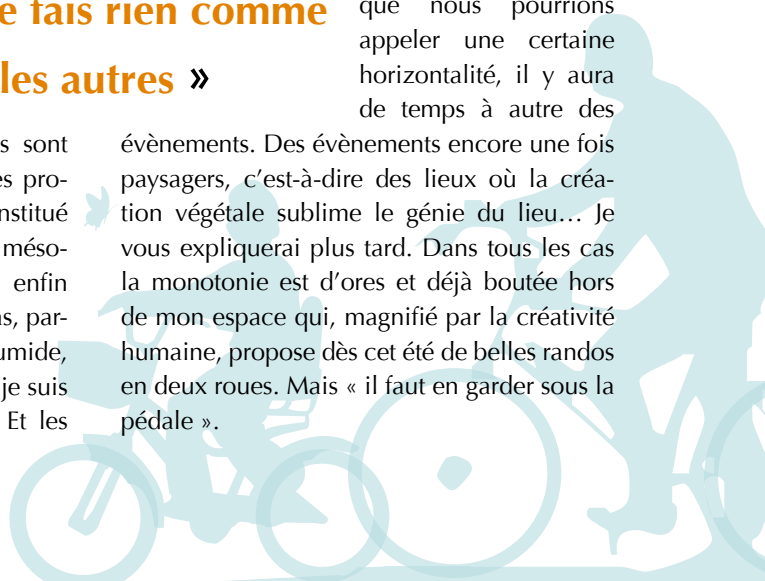 e fais rien comme
les autres »
s sont
es pro-
nstitué
méso-
enfin
as, par-
umide,
je suis
Et les
que nous pourrions
appeler une certaine
horizontalité, il y aura
de temps à autre des
évènements. Des évènements encore une fois
paysagers, c’est-à-dire des lieux où la créa-
tion végétale sublime le génie du lieu… Je
vous expliquerai plus tard. Dans tous les cas
la monotonie est d’ores et déjà boutée hors
de mon espace qui, magnifié par la créativité
humaine, propose dès cet été de belles randos
en deux roues. Mais « il faut en garder sous la
pédale ».